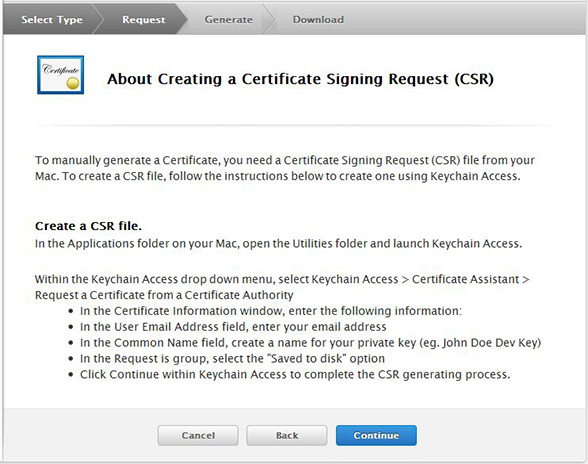 Select Type
Request
Generate
Download
Certificate
About Creating a Certificate Signing Request (CSR)
To manually generate a Certificate, you need a Certificate Signing Request (CSR) file from your
Mac. To create a CSR file, follow the instructions below to create one using Keychain Access.
Create a CSR file.
In the Applications folder on your Mac, open the Utilities folder and launch Keychain Access.
Within the Keychain Access drop down menu, select Keychain Access > Certificate Assistant >
Request a Certificate from a Certificate Authority
• In the Certificate Information window, enter the following information:
• In the User Email Address field, enter your email address
• In the Common Name field, create a name for your private key (eg. John Doe Dev Key)
• In the Request is group, select the "Saved to disk" option
• Click Continue within Keychain Access to complete the CSR generating process.
Cancel
Back
Continue